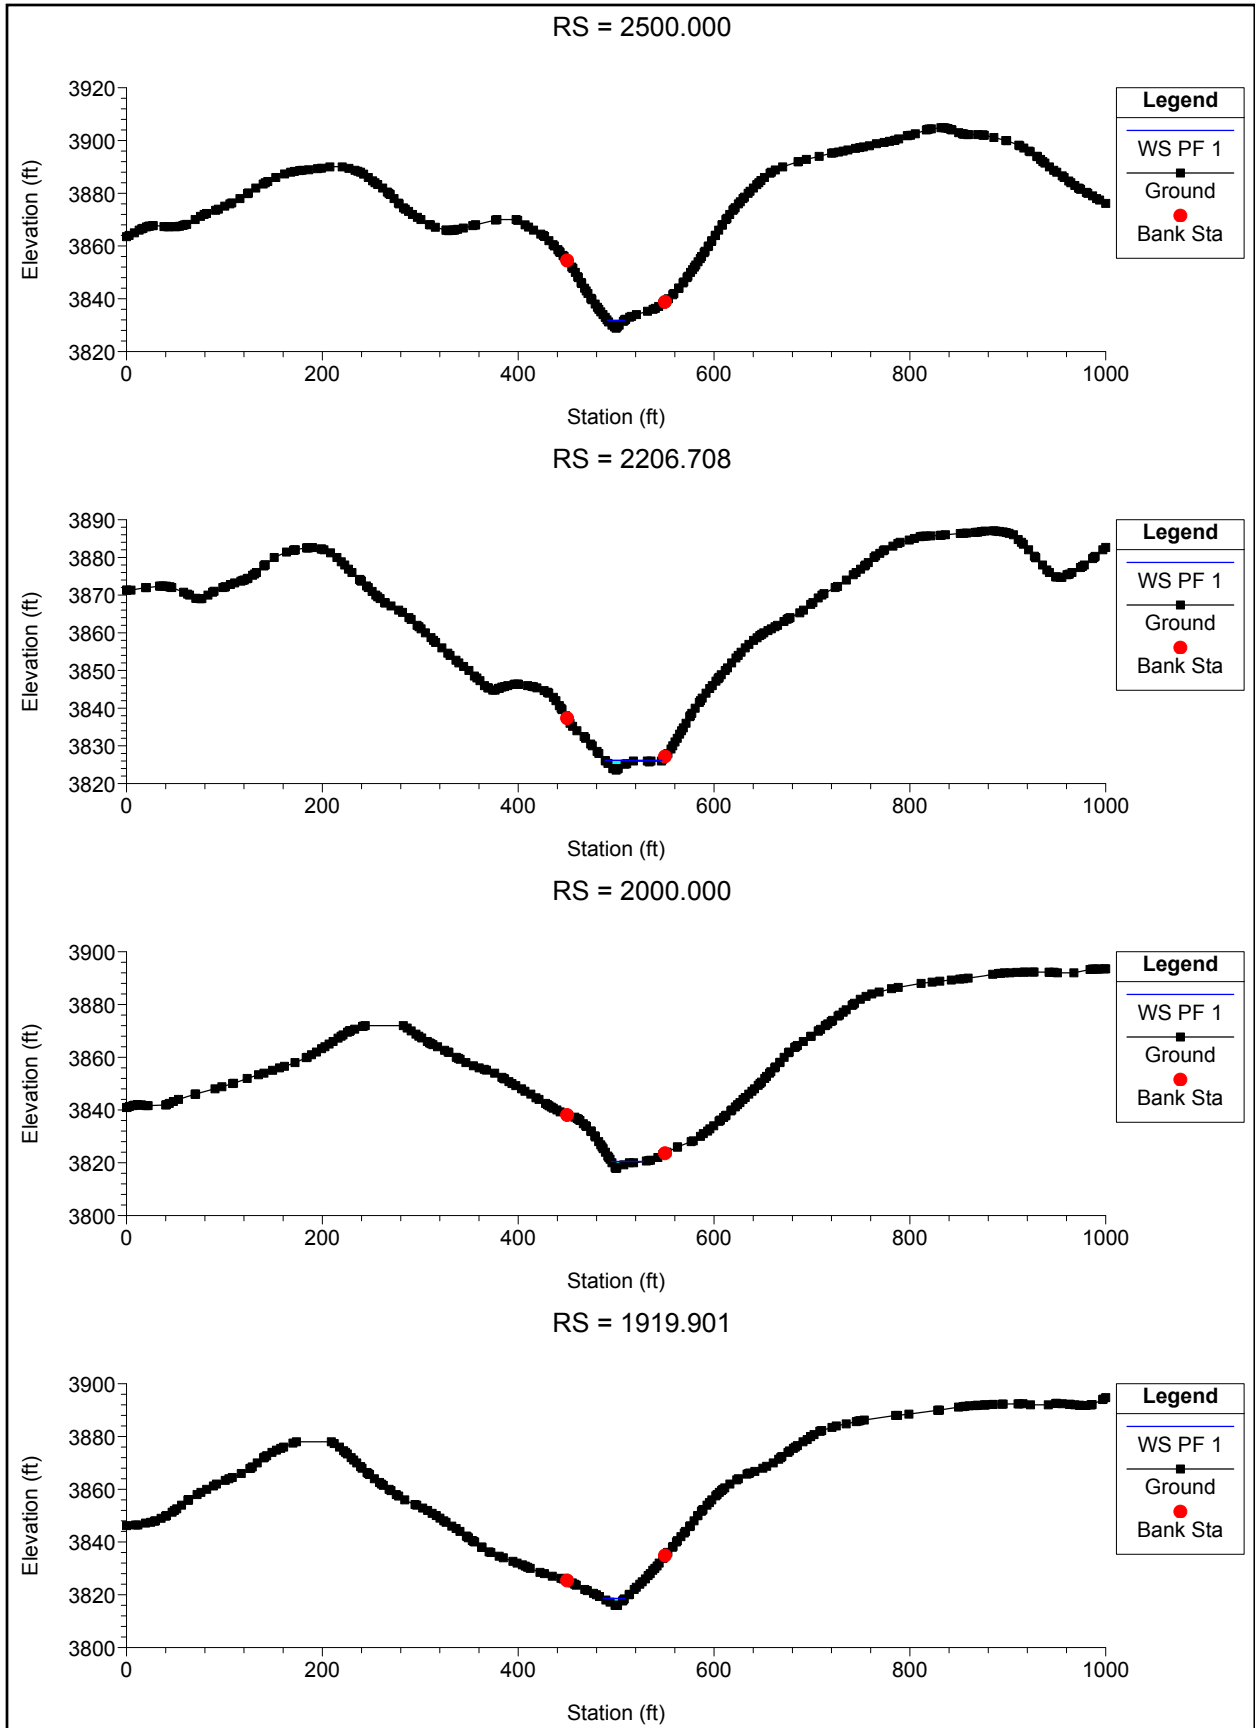 RS = 2500.000
3920
3900
3880
3860
3840
3820
Elevation (ft)
0 200 400 600 800 1000
Station (ft)
Legend
WS PF 1
Ground
Bank Sta
RS = 2206.708
3890
3880
3870
3860
3850
3840
3830
3820
Elevation (ft)
0 200 400 600 800 1000
Station (ft)
Legend
WS PF 1
Ground
Bank Sta
RS = 2000.000
3900
3880
3860
3840
3820
3800
Elevation (ft)
0 200 400 600 800 1000
Station (ft)
Legend
WS PF 1
Ground
Bank Sta
RS = 1919.901
3900
3880
3860
3840
3820
3800
Elevation (ft)
0 200 400 600 800 1000
Station (ft)
Legend
WS PF 1
Ground
Bank Sta